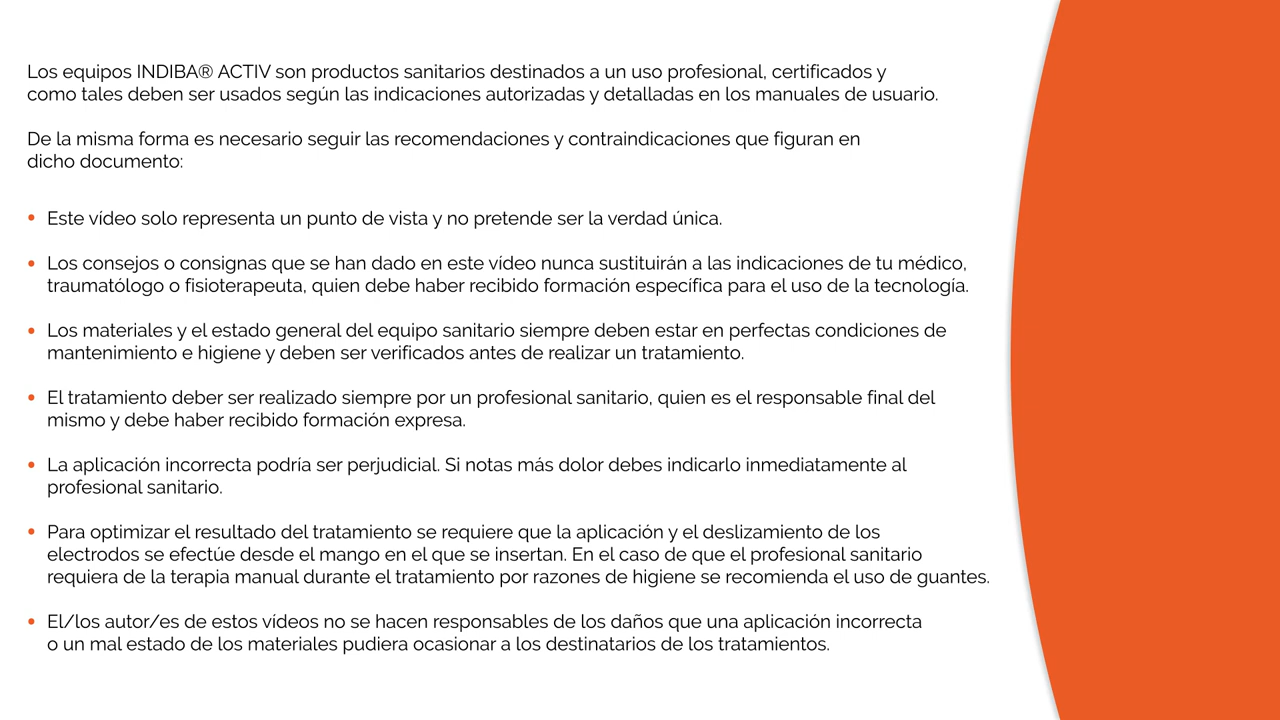 Los equipos INDIBA® ACTIV son productos sanitarios destinados a un uso profesional, certificados y
como tales deben ser usados según las indicaciones autorizadas y detalladas en los manuales de usuario.
De la misma forma es necesario seguir las recomendaciones y contraindicaciones que figuran en
dicho documento:
• Este vídeo solo representa un punto de vista y no pretende ser la verdad única.
• Los consejos o consignas que se han dado en este vídeo nunca sustituirán a las indicaciones de tu médico,
traumatólogo o fisioterapeuta, quien debe haber recibido formación específica para el uso de la tecnología.
• Los materiales y el estado general del equipo sanitario siempre deben estar en perfectas condiciones de
mantenimiento e higiene y deben ser verificados antes de realizar un tratamiento.
• El tratamiento deber ser realizado siempre por un profesional sanitario, quien es el responsable final del
mismo y debe haber recibido formación expresa.
• La aplicación incorrecta podría ser perjudicial. Si notas más dolor debes indicarlo inmediatamente al
profesional sanitario.
• Para optimizar el resultado del tratamiento se requiere que la aplicación y el deslizamiento de los
electrodos se efectúe desde el mango en el que se insertan. En el caso de que el profesional sanitario
requiera de la terapia manual durante el tratamiento por razones de higiene se recomienda el uso de guantes.
• El/los autor/es de estos vídeos no se hacen responsables de los daños que una aplicación incorrecta
o un mal estado de los materiales pudiera ocasionar a los destinatarios de los tratamientos.